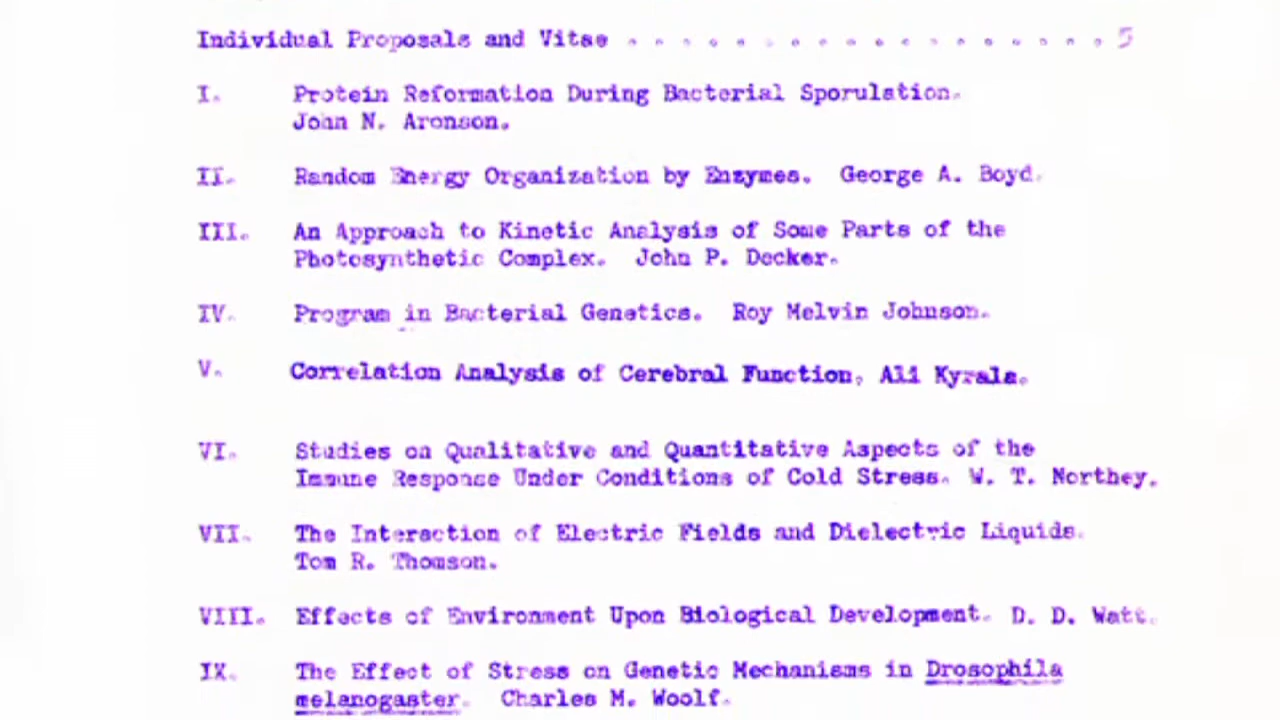 Individual Proposals and Vitae . . . . . . . . . . . . . . . . . . 5
I. Protein Reformation During Bacterial Sporulation.
John N. Aronson.
II. Random Energy Organization by Enzymes. George A. Boyd.
III. An Approach to Kinetic Analysis of Some Parts of the
Photosynthetic Complex. John P. Decker.
IV. Program in Bacterial Genetics. Roy Melvin Johnson.
V. Correlation Analysis of Cerebral Function, Ali Kyrala.
VI. Studies on Qualitative and Quantitative Aspects of the
Immune Response Under Conditions of Cold Stress. W. T. Northey.
VII. The Interaction of Electric Fields and Dielectric Liquids.
Tom R. Thomson.
VIII. Effects of Environment Upon Biological Development. D. D. Watt.
IX. The Effect of Stress on Genetic Mechanisms in Drosophila
melanogaster. Charles M. Woolf.